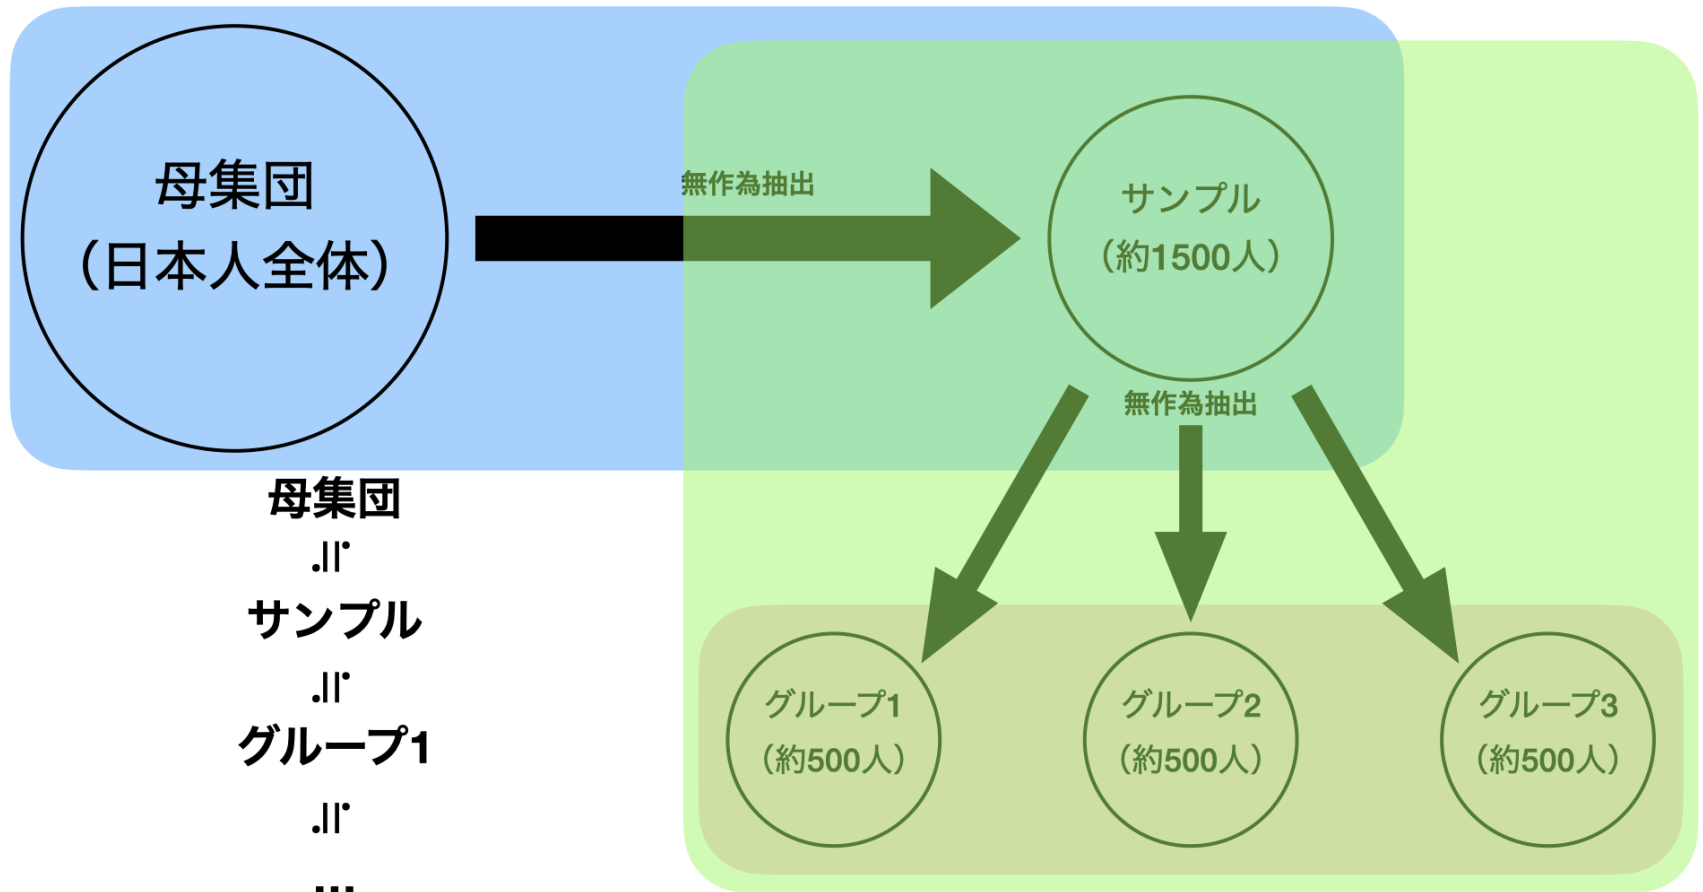 母集団
（日本人全体）
無作為抽出
サンプル
（約1500人）
無作為抽出
グループ1
（約500人）
グループ2
（約500人）
グループ3
（約500人）
母集団
≒
サンプル
≒
グループ1
≒
...